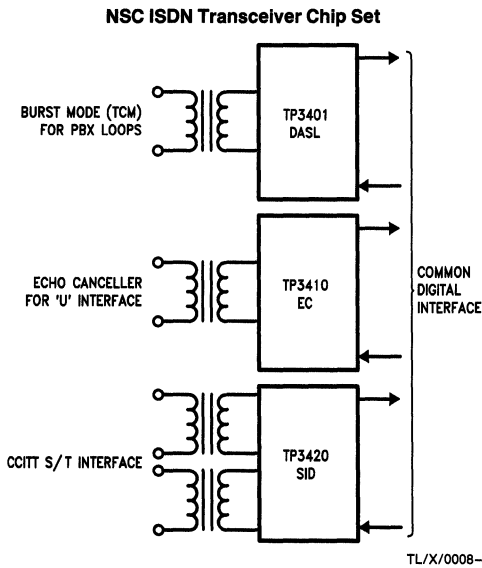 NSC ISDN Transceiver Chip Set
BURST MODE (TCM)
FOR PBX LOOPS
TP3401
DASL
ECHO CANCELLER
FOR 'U' INTERFACE
TP3410
EC
COMMON
DIGITAL
INTERFACE
CCITT S/T INTERFACE
TP3420
SID
TL/X/0008–